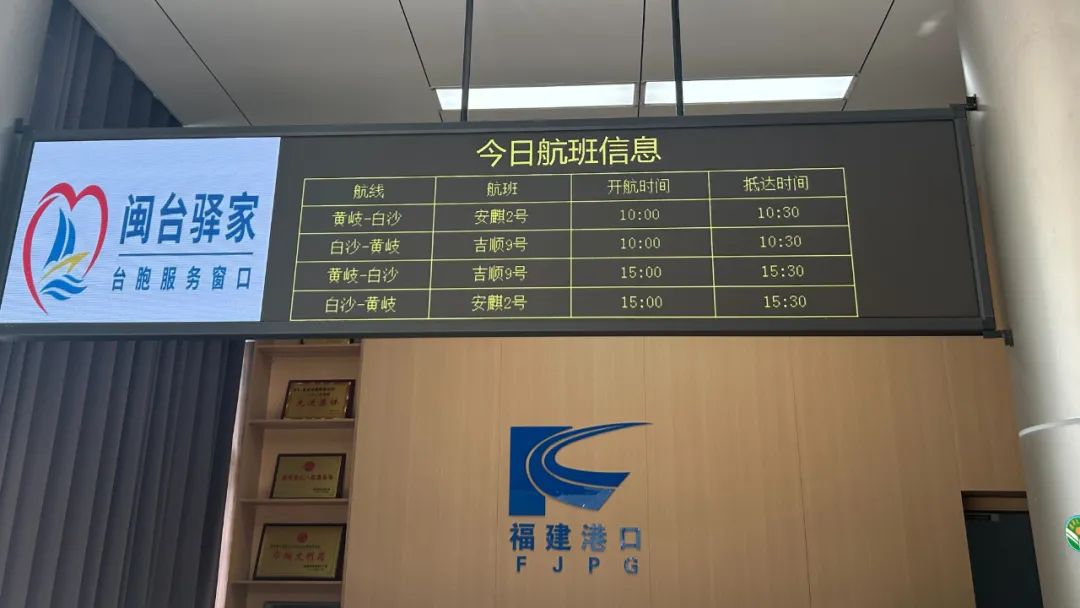 今日航班信息
闽台驿家
台胞服务窗口
航线 航班 开航时间 抵达时间
黄岐-白沙 安麒2号 10:00 10:30
白沙-黄岐 吉顺9号 10:00 10:30
黄岐-白沙 吉顺9号 15:00 15:30
白沙-黄岐 安麒2号 15:00 15:30
福建港口
FJPG